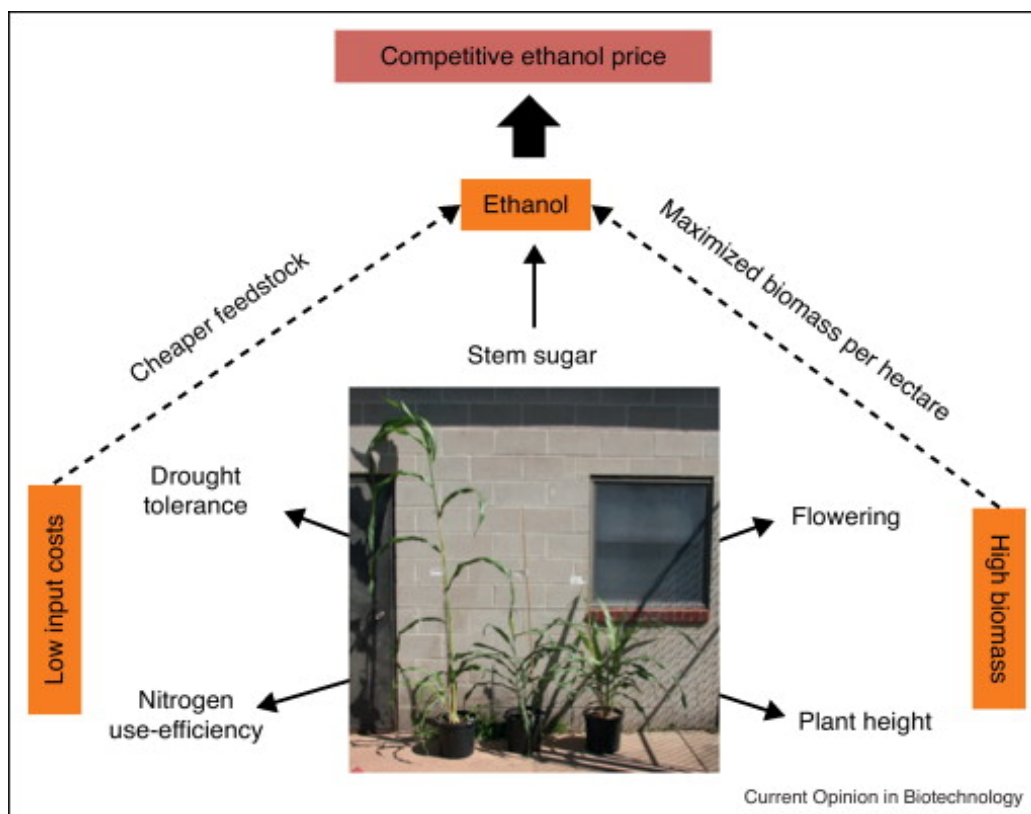 Competitive ethanol price
Ethanol
Cheaper feedstock
Maximized biomass per hectare
Stem sugar
Drought
tolerance
Flowering
Low input costs
High biomass
Nitrogen
use-efficiency
Plant height
Current Opinion in Biotechnology